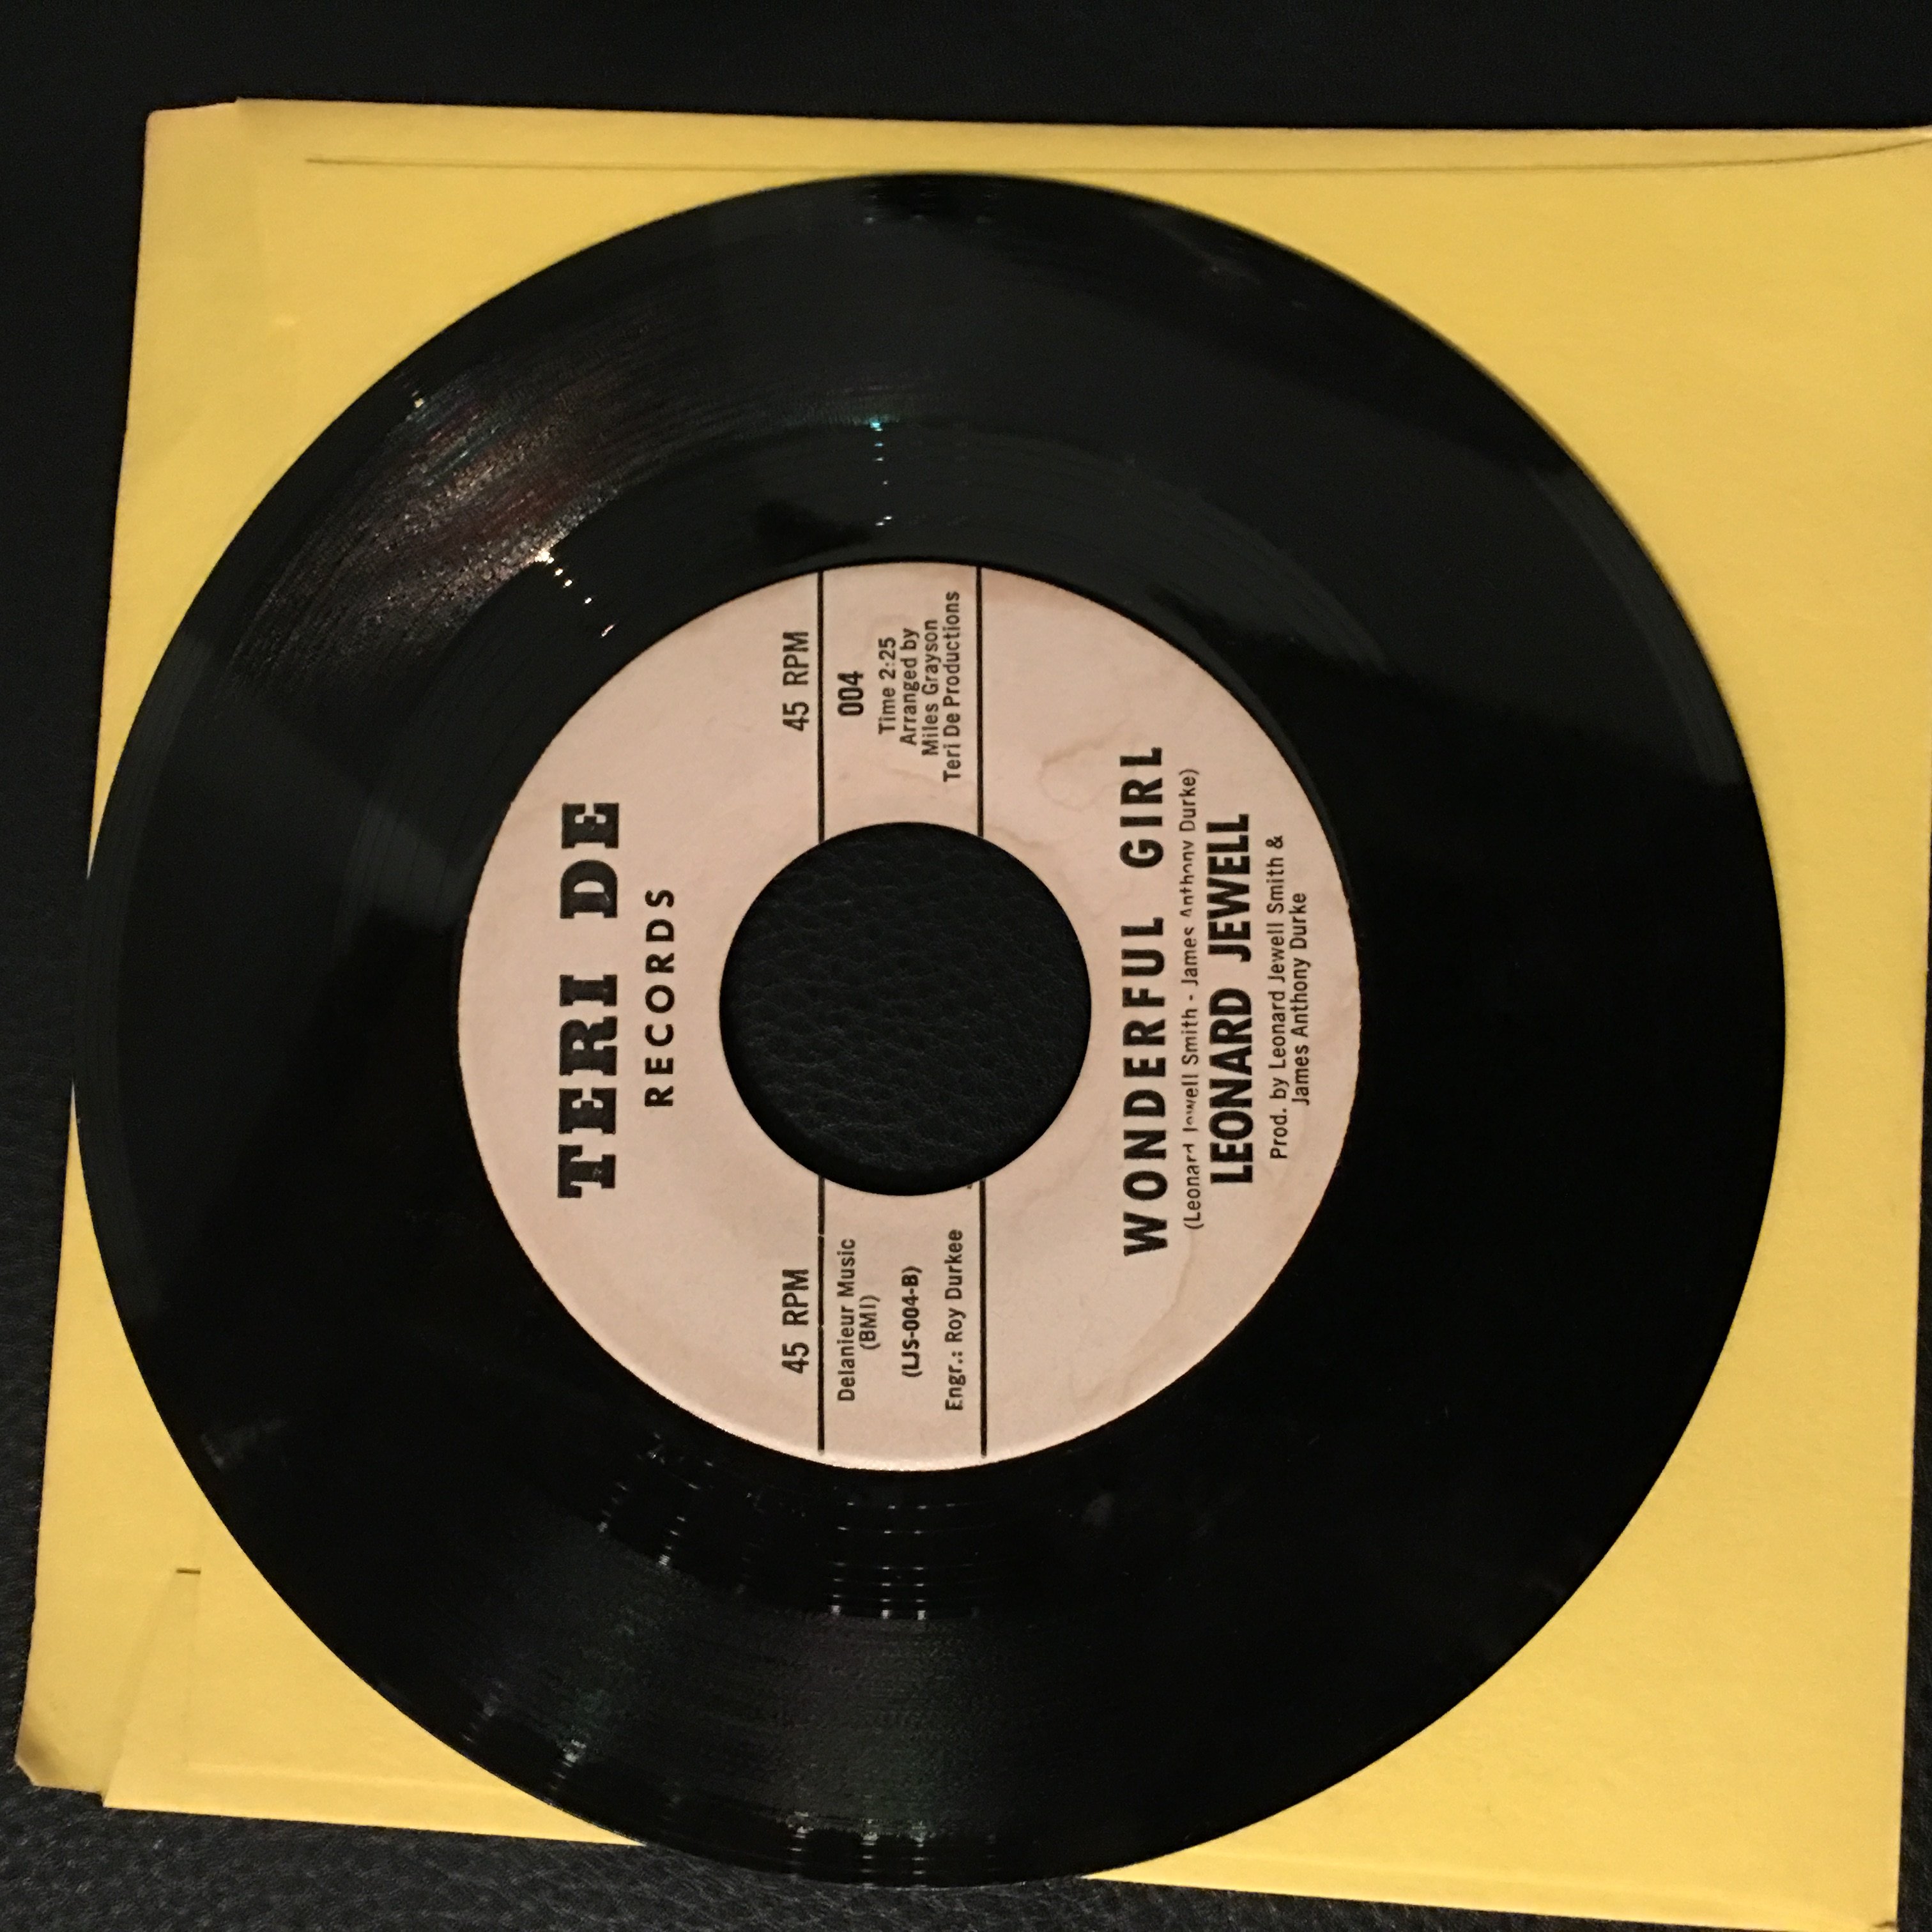 TERI DE
RECORDS
45 RPM
45 RPM
Delanieur Music
(BMI)
(LJS-004-B)
Engr.: Roy Durkee
004
Time 2:25
Arranged by
Miles Grayson
Teri De Productions
WONDERFUL GIRL
(Leonard Jewell Smith - James Anthony Durke)
LEONARD JEWELL
Prod. by Leonard Jewell Smith &
James Anthony Durke